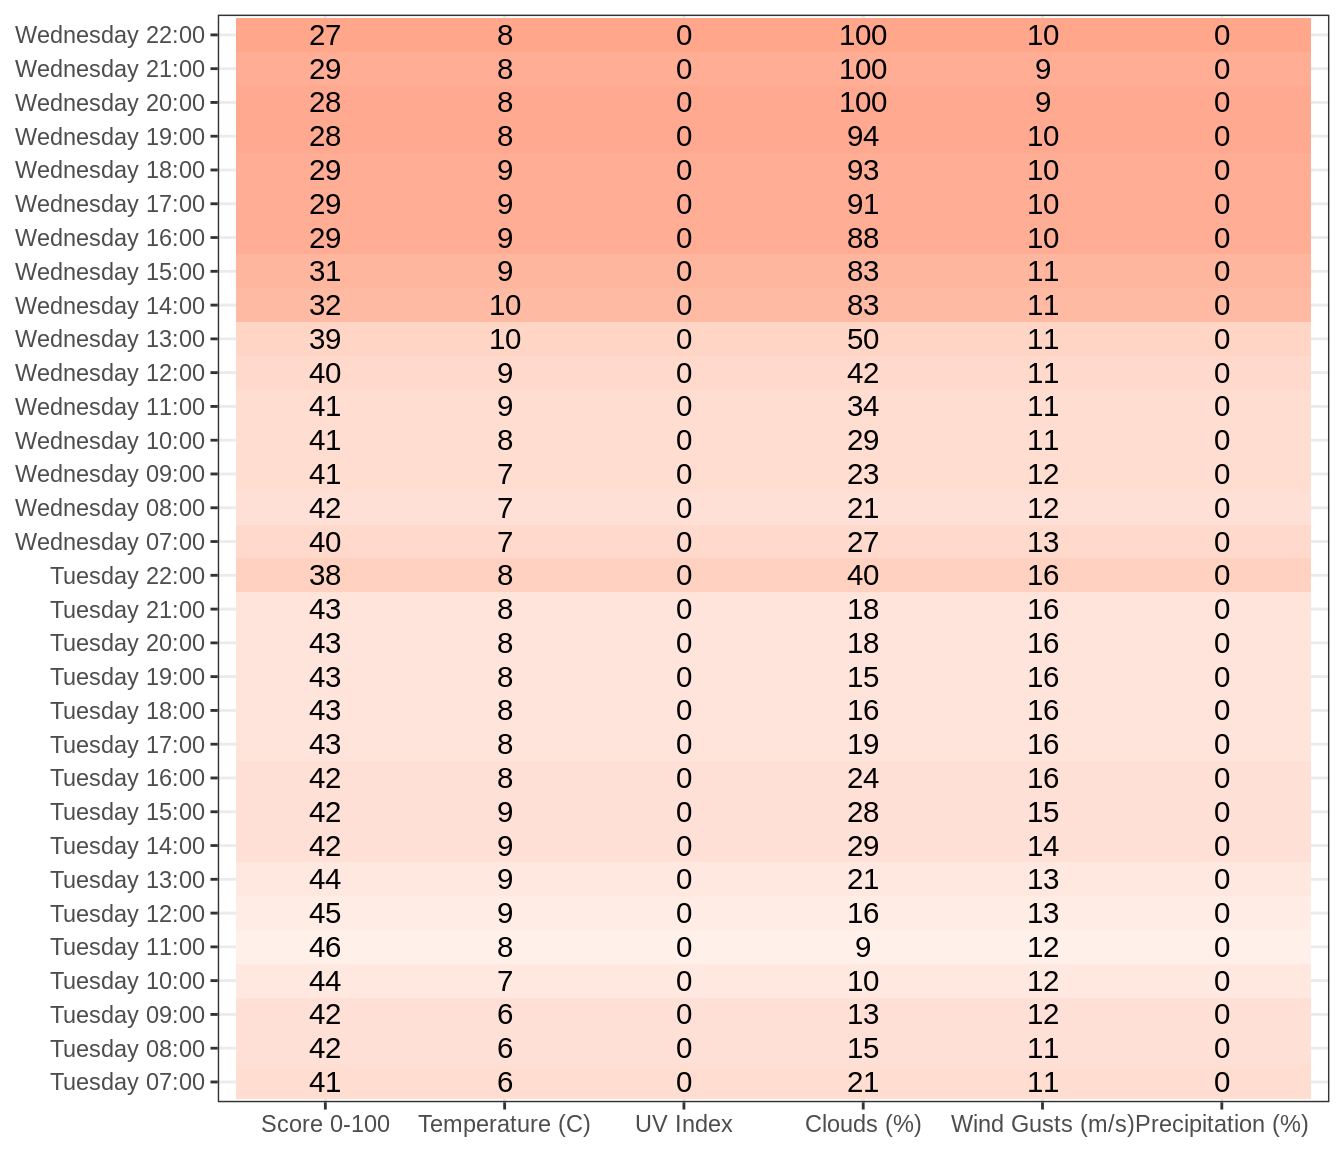 Wednesday 22:00 27 8 0 100 10 0
Wednesday 21:00 29 8 0 100 9 0
Wednesday 20:00 28 8 0 100 9 0
Wednesday 19:00 28 8 0 94 10 0
Wednesday 18:00 29 9 0 93 10 0
Wednesday 17:00 29 9 0 91 10 0
Wednesday 16:00 29 9 0 88 10 0
Wednesday 15:00 31 9 0 83 11 0
Wednesday 14:00 32 10 0 83 11 0
Wednesday 13:00 39 10 0 50 11 0
Wednesday 12:00 40 9 0 42 11 0
Wednesday 11:00 41 9 0 34 11 0
Wednesday 10:00 41 8 0 29 11 0
Wednesday 09:00 41 7 0 23 12 0
Wednesday 08:00 42 7 0 21 12 0
Wednesday 07:00 40 7 0 27 13 0
Tuesday 22:00 38 8 0 40 16 0
Tuesday 21:00 43 8 0 18 16 0
Tuesday 20:00 43 8 0 18 16 0
Tuesday 19:00 43 8 0 15 16 0
Tuesday 18:00 43 8 0 16 16 0
Tuesday 17:00 43 8 0 19 16 0
Tuesday 16:00 42 8 0 24 16 0
Tuesday 15:00 42 9 0 28 15 0
Tuesday 14:00 42 9 0 29 14 0
Tuesday 13:00 44 9 0 21 13 0
Tuesday 12:00 45 9 0 16 13 0
Tuesday 11:00 46 8 0 9 12 0
Tuesday 10:00 44 7 0 10 12 0
Tuesday 09:00 42 6 0 13 12 0
Tuesday 08:00 42 6 0 15 11 0
Tuesday 07:00 41 6 0 21 11 0
Score 0-100 Temperature (C) UV Index Clouds (%) Wind Gusts (m/s) Precipitation (%)